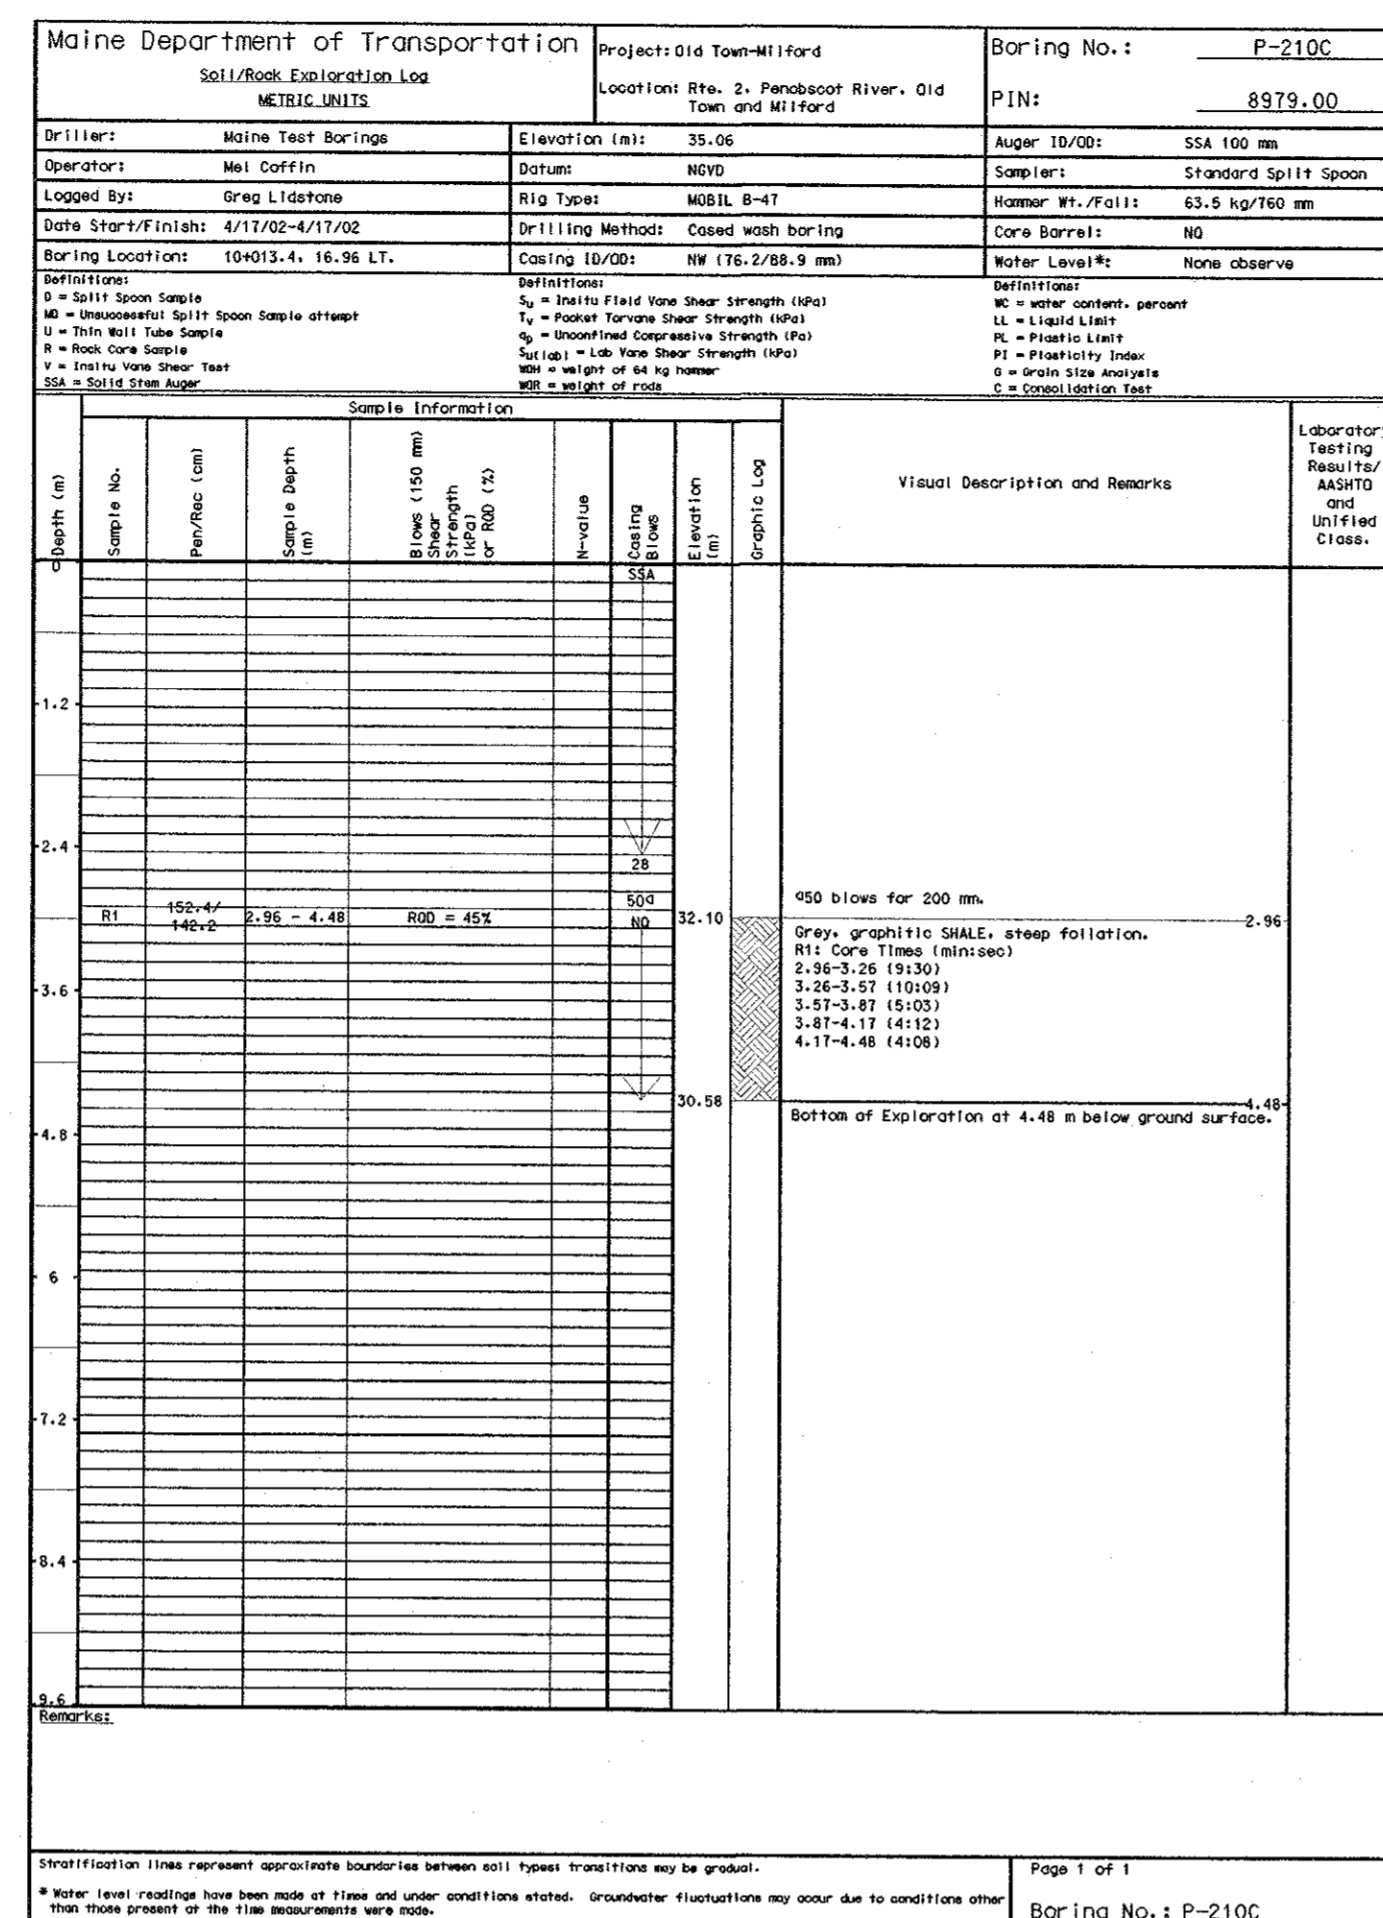 Maine Department of Transportation
Soil/Rock Exploration Log
METRIC UNITS
Project: Old Town-Milford
Location: Rte. 2, Penobscot River, Old
Town and Milford
Boring No.: P-210C
PIN: 8979.00
Driller: Maine Test Borings
Elevation (m): 35.06
Auger ID/OD: SSA 100 mm
Operator: Mel Coffin
Datum: NGVD
Sampler: Standard Split Spoon
Logged By: Greg Lidstone
Rig Type: MOBIL B-47
Hammer Wt./Fall: 63.5 kg/760 mm
Date Start/Finish: 4/17/02-4/17/02
Drilling Method: Cased wash boring
Core Barrel: NQ
Boring Location: 10+013.4, 16.96 LT.
Casing ID/OD: NW (76.2/88.9 mm)
Water Level*: None observe
Definitions:
D = Split Spoon Sample
MD = Unsuccessful Split Spoon Sample attempt
U = Thin Wall Tube Sample
R = Rock Core Sample
V = Insitu Vane Shear Test
SSA = Solid Stem Auger
Definitions:
Su = Insitu Field Vane Shear Strength (kPa)
Tv = Pocket Torvane Shear Strength (kPa)
qp = Unconfined Compressive Strength (Pa)
Su(lab) = Lab Vane Shear Strength (kPa)
WOH = weight of 64 kg hammer
WOR = weight of rods
Definitions:
WC = water content, percent
LL = Liquid Limit
PL = Plastic Limit
PI = Plasticity Index
G = Grain Size Analysis
C = Consolidation Test
Sample Information
Depth (m)
Sample No.
Pen/Rec (cm)
Sample Depth
(m)
Blows (150 mm)
Shear
Strength
(kPa)
or RQD (%)
N-value
Casing
Blows
Elevation
(m)
Graphic Log
Visual Description and Remarks
Laboratory
Testing
Results/
AASHTO
and
Unified
Class.
0
SSA
1.2
2.4
28
50a
a50 blows for 200 mm.
R1 152.4/
142.2 2.96 - 4.48 RQD = 45% NQ 32.10 2.96
Grey, graphitic SHALE, steep foliation.
R1: Core Times (min:sec)
2.96-3.26 (9:30)
3.6 3.26-3.57 (10:09)
3.57-3.87 (5:03)
3.87-4.17 (4:12)
4.17-4.48 (4:08)
30.58 4.48
Bottom of Exploration at 4.48 m below ground surface.
4.8
6
7.2
8.4
9.6
Remarks:
Stratification lines represent approximate boundaries between soil types; transitions may be gradual.
* Water level readings have been made at times and under conditions stated. Groundwater fluctuations may occur due to conditions other
than those present at the time measurements were made.
Page 1 of 1
Boring No.: P-210C